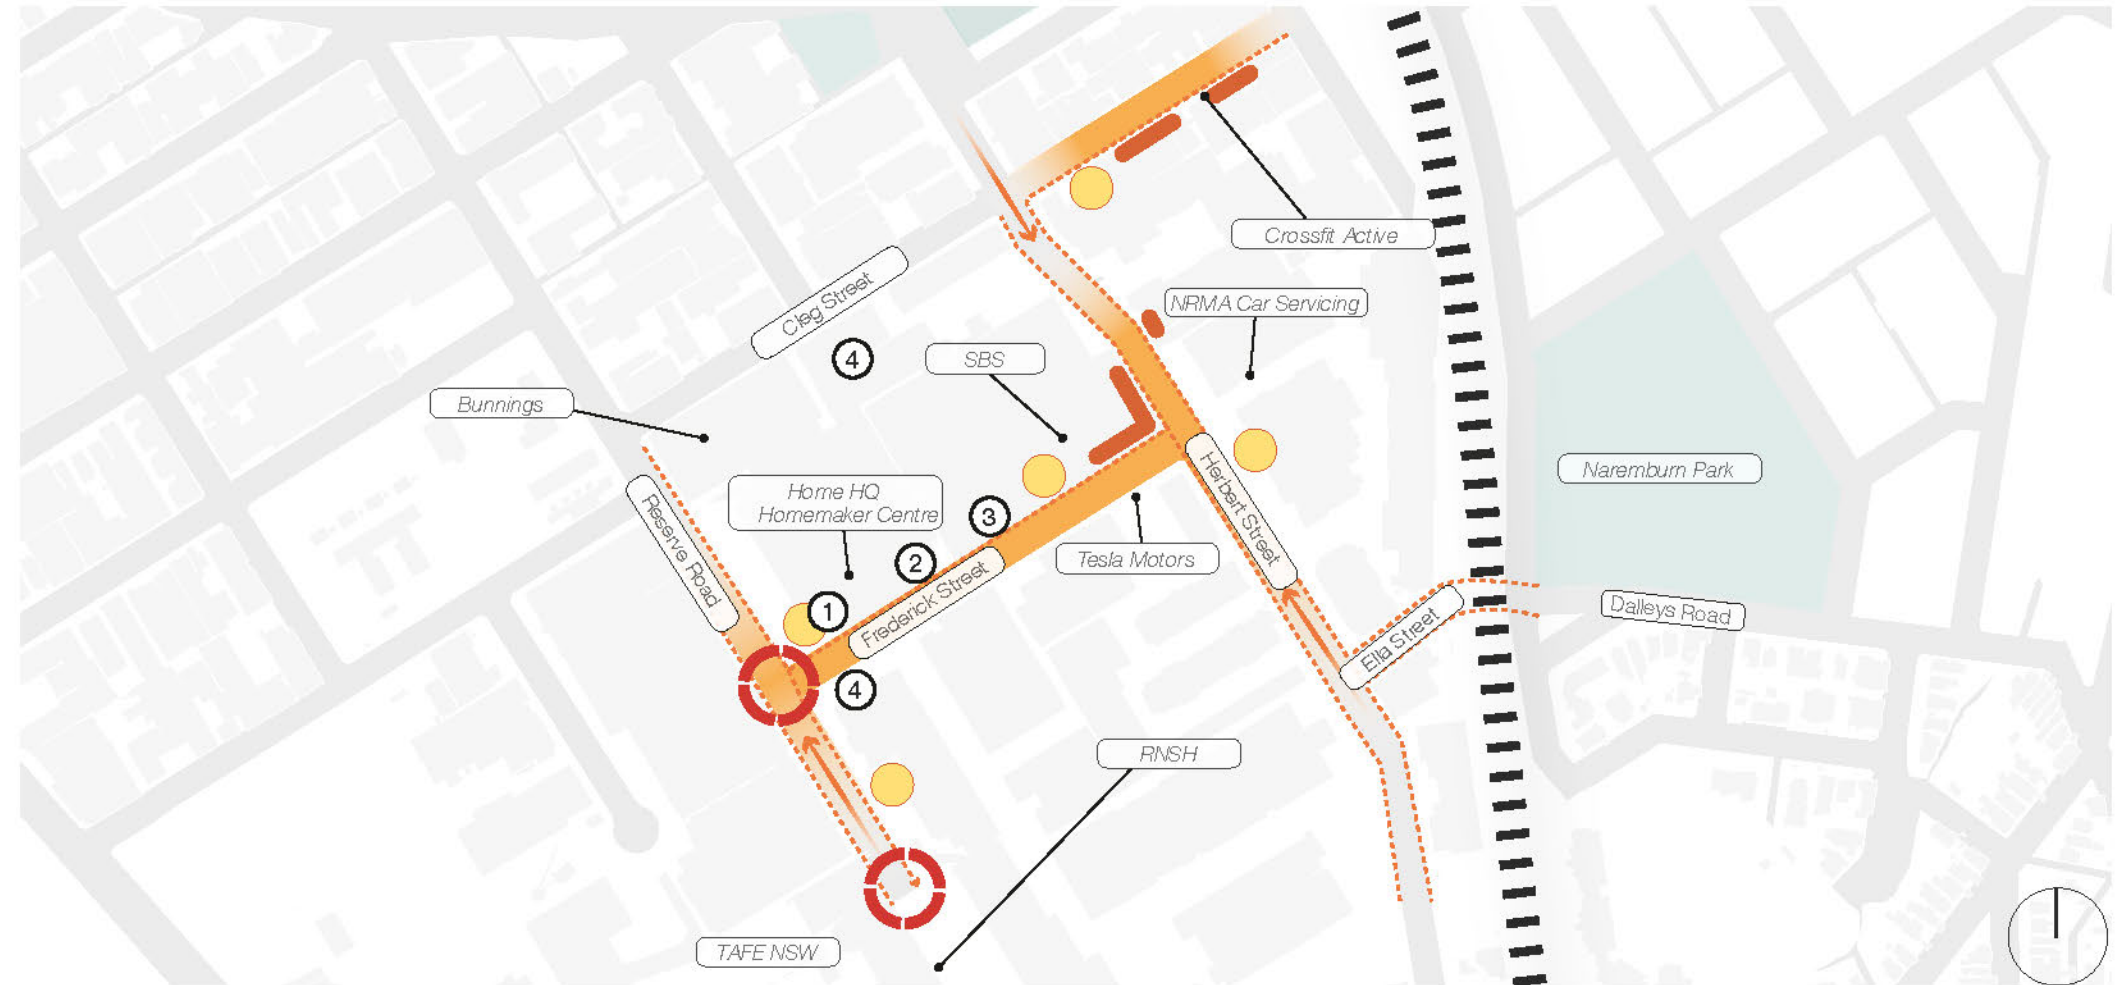 Crossfit Active
NRMA Car Servicing
Cleg Street
4
SBS
Bunnings
Naremburn Park
Home HQ
Homemaker Centre
Reserve Road
Herbert Street
3
2
Tesla Motors
1
Frederick Street
Ella Street
Dalleys Road
4
RNSH
TAFE NSW